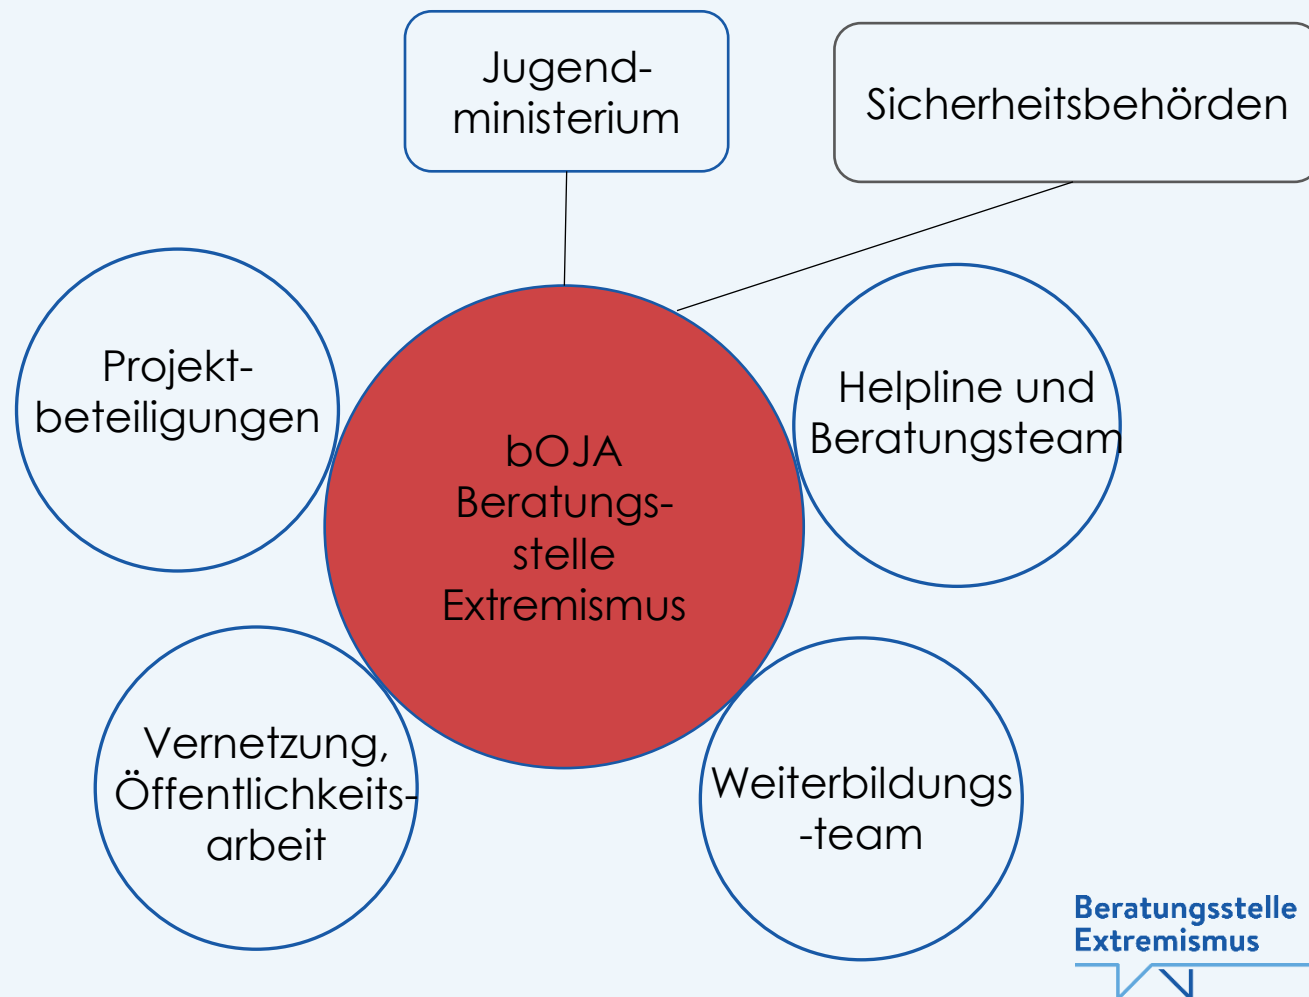 Jugend-
ministerium
Sicherheitsbehörden
Projekt-
beteiligungen
Helpline und
Beratungsteam
bOJA
Beratungs-
stelle
Extremismus
Vernetzung,
Öffentlichkeits-
arbeit
Weiterbildungs
-team
Beratungsstelle
Extremismus